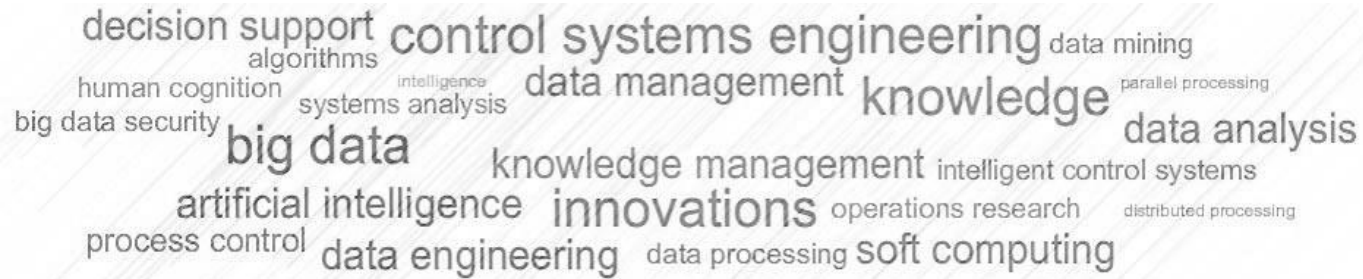 decision support control systems engineering data mining
algorithms
human cognition intelligence data management knowledge parallel processing
systems analysis
big data security big data data analysis
knowledge management intelligent control systems
artificial intelligence innovations operations research distributed processing
process control data engineering data processing soft computing